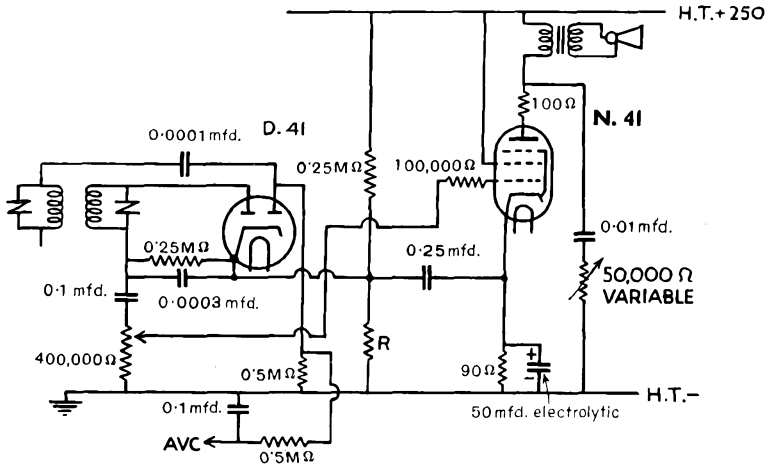 H.T.+250
100Ω
N. 41
D. 41
0·0001 mfd.
0·25MΩ
100,000Ω
0·01mfd.
0·25MΩ
0·25 mfd.
50,000 Ω
VARIABLE
0·1 mfd.
0·0003 mfd.
R
400,000Ω
0·5MΩ
90Ω
+
–
H.T.–
0·1mfd.
50 mfd. electrolytic
AVC
0·5MΩ